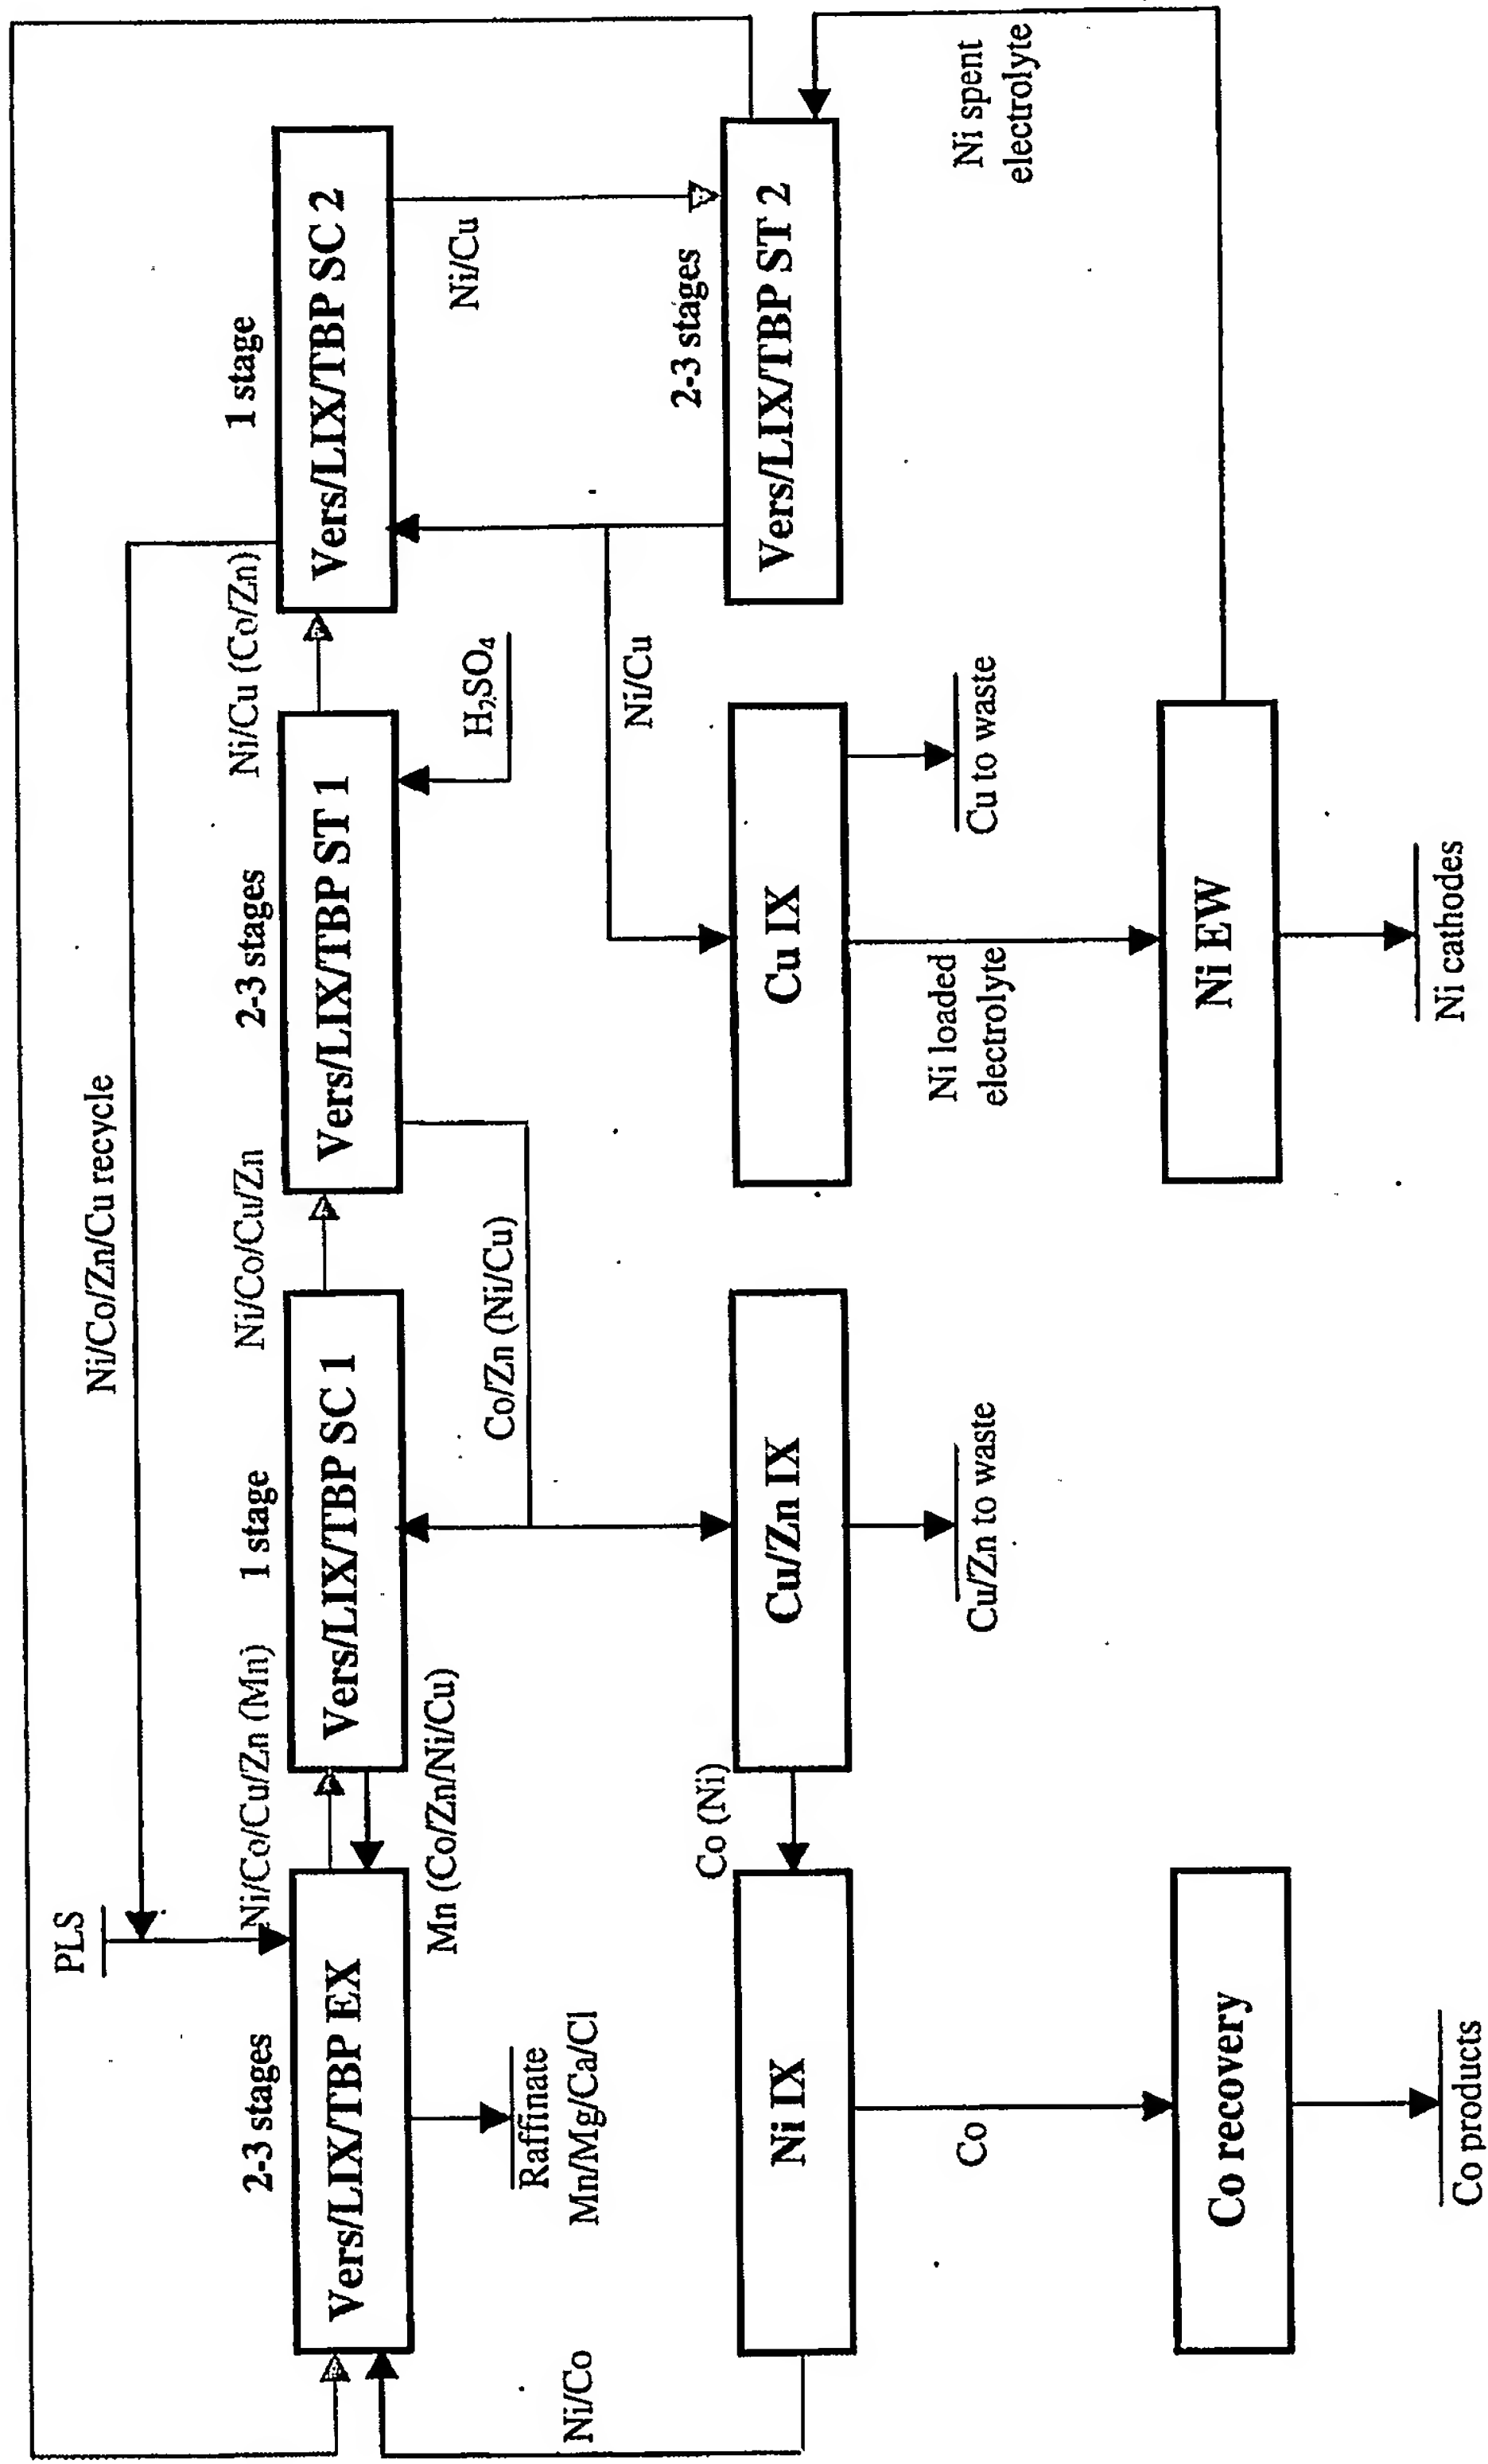 Ni/Co/Zn/Cu recycle
PLS
2-3 stages
Vers/LIX/TBP EX
Ni/Co/Cu/Zn (Mn)
1 stage
Vers/LIX/TBP SC 1
Ni/Co/Cu/Zn
2-3 stages
Vers/LIX/TBP ST 1
Ni/Cu (Co/Zn)
1 stage
Vers/LIX/TBP SC 2
Raffinate
Mn/Mg/Ca/Cl
Mn (Co/Zn/Ni/Cu)
Co/Zn (Ni/Cu)
H2SO4
Ni/Cu
Ni/Co
Ni IX
Co (Ni)
Cu/Zn IX
Cu IX
Ni/Cu
2-3 stages
Vers/LIX/TBP ST 2
Co
Cu/Zn to waste
Ni loaded
electrolyte
Cu to waste
Ni spent
electrolyte
Co recovery
Ni EW
Co products
Ni cathodes